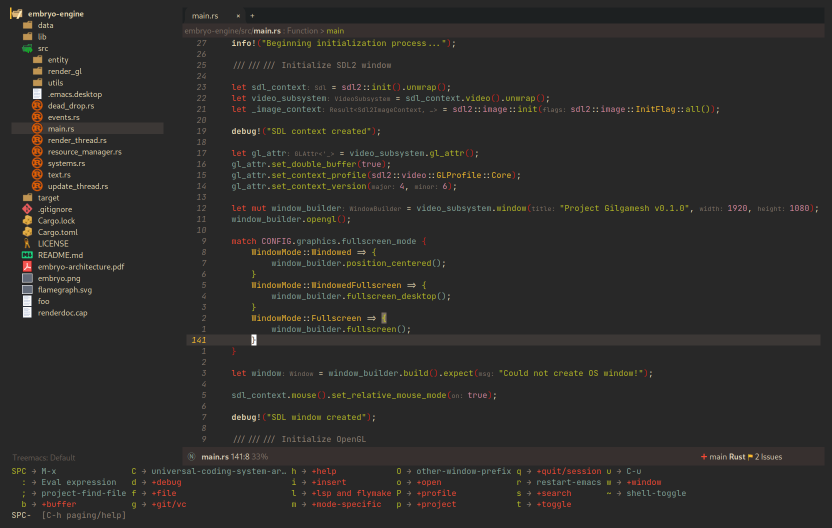 embryo-engine
data
lib
src
entity
render_gl
utils
.emacs.desktop
dead_drop.rs
events.rs
main.rs
render_thread.rs
resource_manager.rs
systems.rs
text.rs
update_thread.rs
target
.gitignore
Cargo.lock
Cargo.toml
LICENSE
README.md
embryo-architecture.pdf
embryo.png
flamegraph.svg
foo
renderdoc.cap
Treemacs: Default
main.rs × +
embryo-engine/src/main.rs : Function > main
27 info!("Beginning initialization process...");
26
25 /////////// Initialize SDL2 window
24
23 let sdl_context: Sdl = sdl2::init().unwrap();
22 let video_subsystem: VideoSubsystem = sdl_context.video().unwrap();
21 let _image_context: Result<Sdl2ImageContext, …> = sdl2::image::init(flags: sdl2::image::InitFlag::all());
20
19 debug!("SDL context created");
18
17 let gl_attr: GLAttr<'_> = video_subsystem.gl_attr();
16 gl_attr.set_double_buffer(true);
15 gl_attr.set_context_profile(sdl2::video::GLProfile::Core);
14 gl_attr.set_context_version(major: 4, minor: 6);
13
12 let mut window_builder: WindowBuilder = video_subsystem.window(title: "Project Gilgamesh v0.1.0", width: 1920, height: 1080);
11 window_builder.opengl();
10
9 match CONFIG.graphics.fullscreen_mode {
8 WindowMode::Windowed => {
7 window_builder.position_centered();
6 }
5 WindowMode::WindowedFullscreen => {
4 window_builder.fullscreen_desktop();
3 }
2 WindowMode::Fullscreen => {
1 window_builder.fullscreen();
141 }
1 }
2
3 let window: Window = window_builder.build().expect(msg: "Could not create OS window!");
4
5 sdl_context.mouse().set_relative_mouse_mode(on: true);
6
7 debug!("SDL window created");
8
9 /////////// Initialize OpenGL
N main.rs 141:8 33% main Rust 2 Issues
SPC → M-x C → universal-coding-system-ar… h → +help O → other-window-prefix q → +quit/session u → C-u
: → Eval expression d → +debug i → +insert o → +open r → restart-emacs w → +window
; → project-find-file f → +file l → +lsp and flymake P → +profile s → +search ~ → shell-toggle
b → +buffer g → +git/vc m → +mode-specific p → +project t → +toggle
SPC- [C-h paging/help]